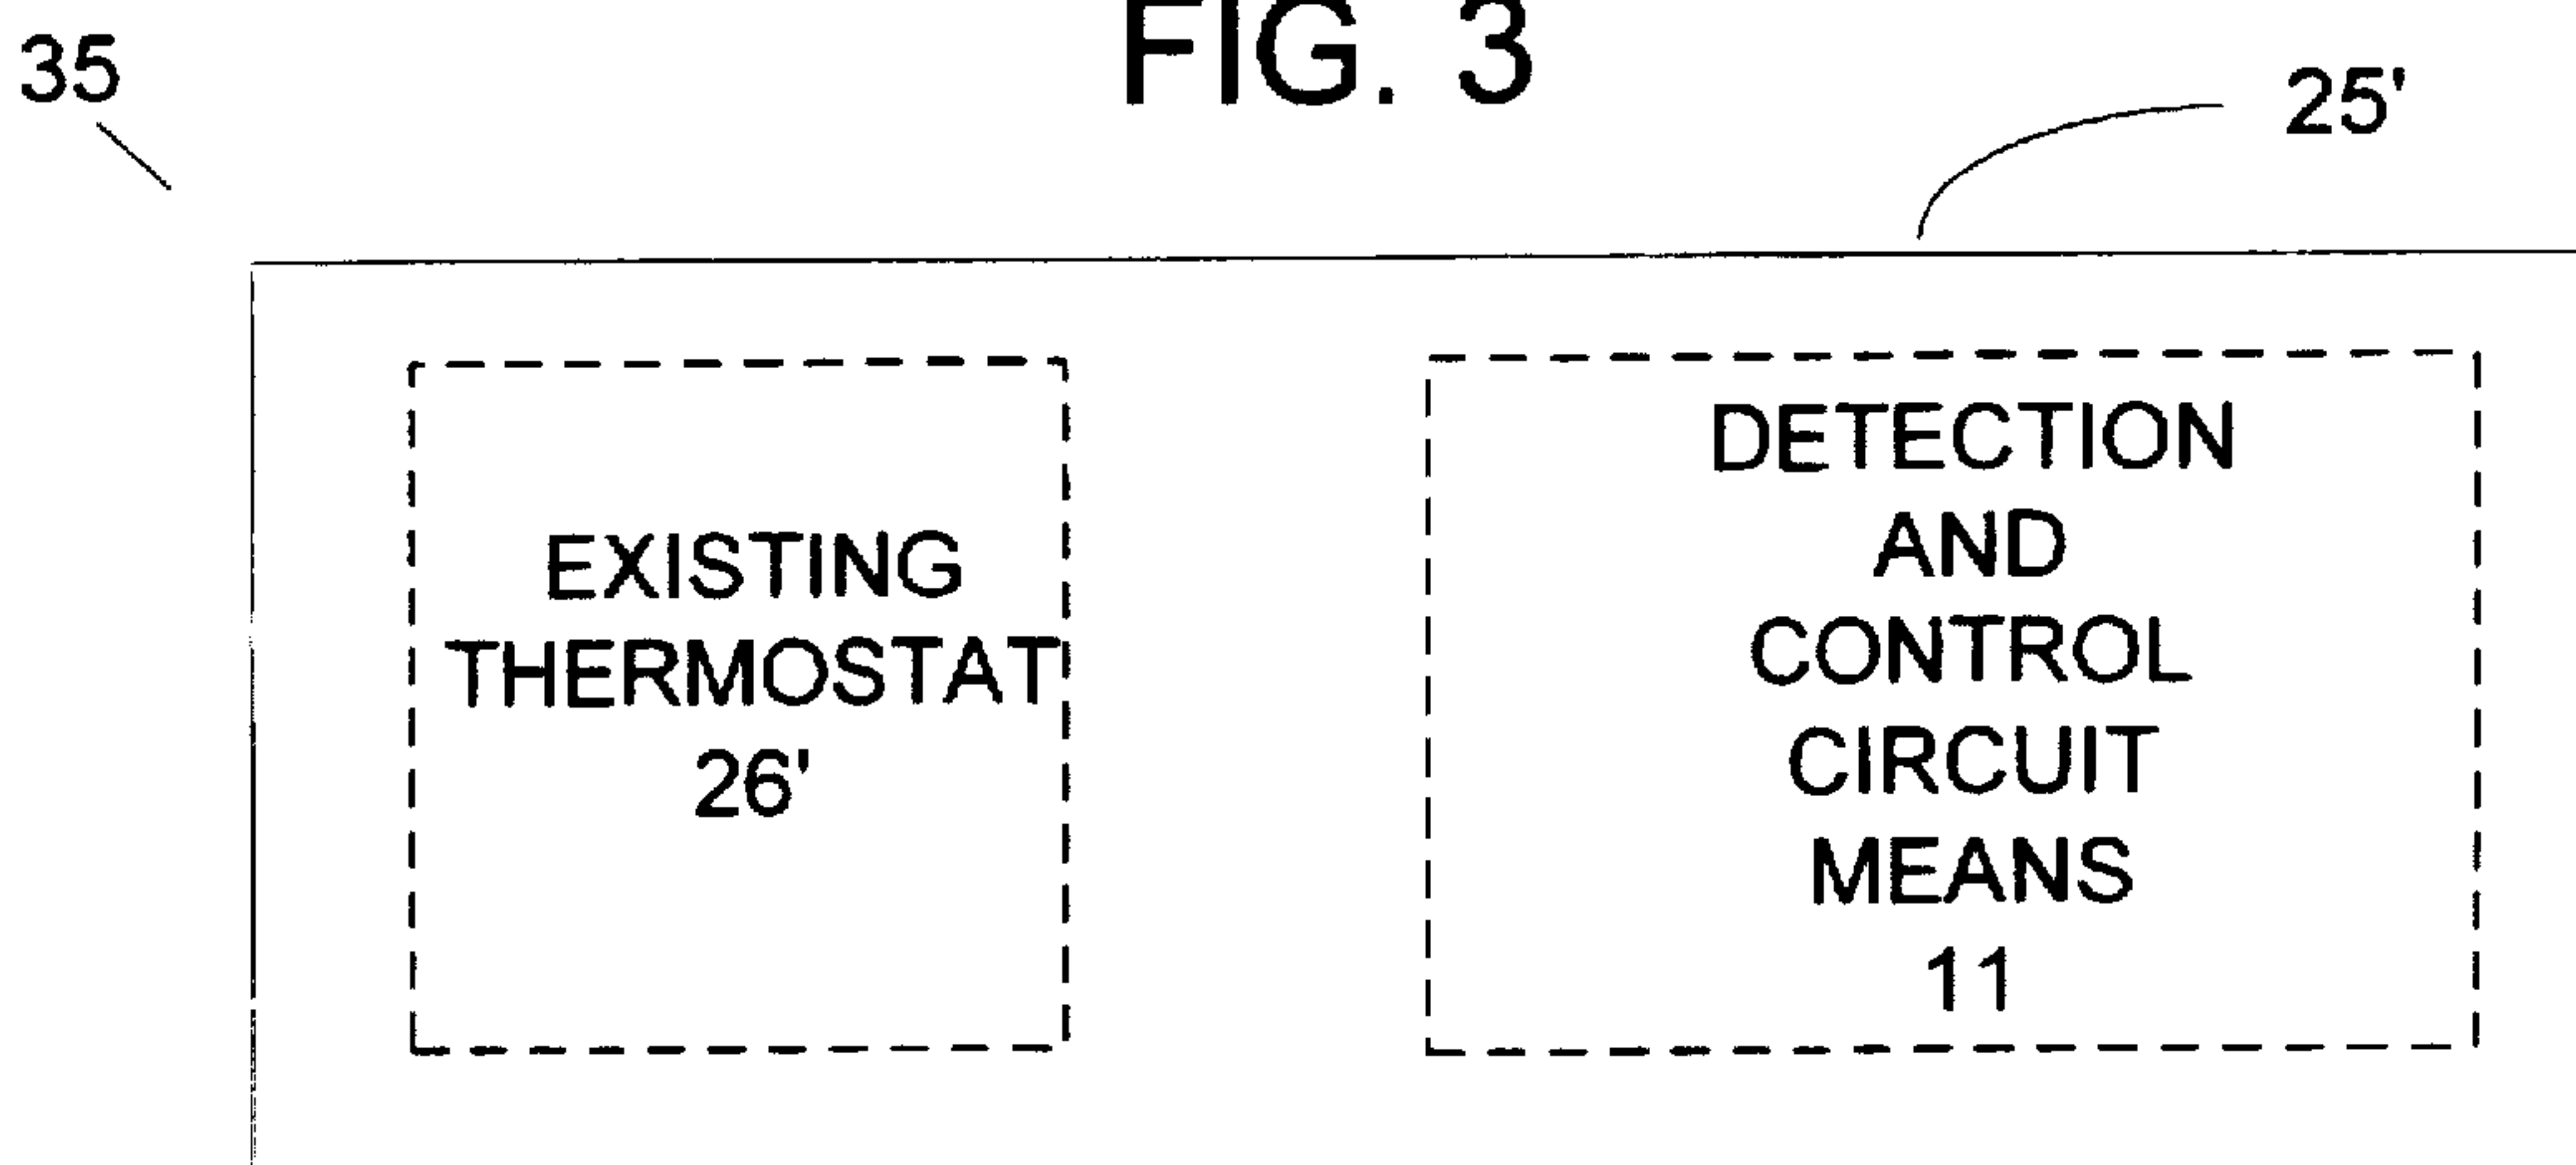 FIG. 3
35
25'
EXISTING
THERMOSTAT
26'
DETECTION
AND
CONTROL
CIRCUIT
MEANS
11